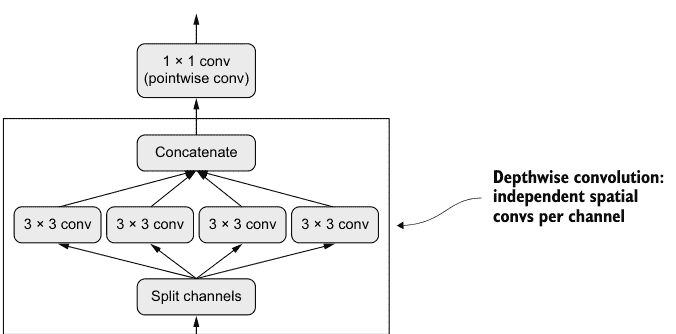 1 × 1 conv
(pointwise conv)
Concatenate
3 × 3 conv
3 × 3 conv
3 × 3 conv
3 × 3 conv
Split channels
Depthwise convolution:
independent spatial
convs per channel